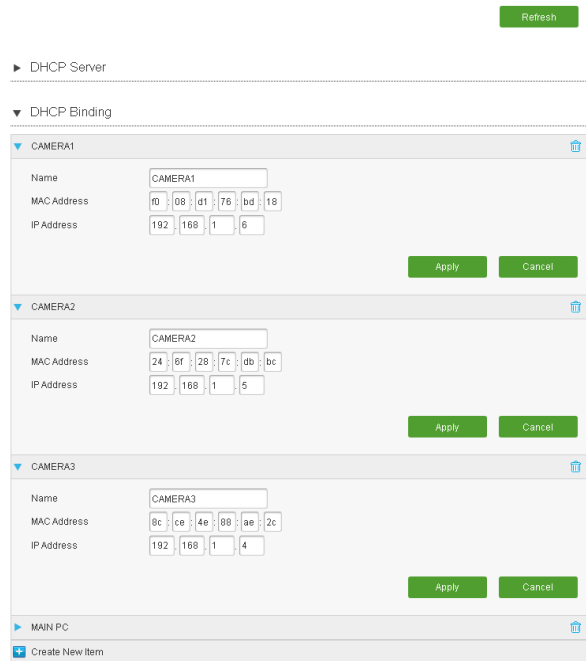 Refresh
DHCP Server
DHCP Binding
CAMERA1
Name CAMERA1
MAC Address f0 : 08 : d1 : 76 : bd : 18
IP Address 192 . 168 . 1 . 6
Apply Cancel
CAMERA2
Name CAMERA2
MAC Address 24 : 6f : 28 : 7c : db : bc
IP Address 192 . 168 . 1 . 5
Apply Cancel
CAMERA3
Name CAMERA3
MAC Address 8c : ce : 4e : 88 : ae : 2c
IP Address 192 . 168 . 1 . 4
Apply Cancel
MAIN PC
Create New Item